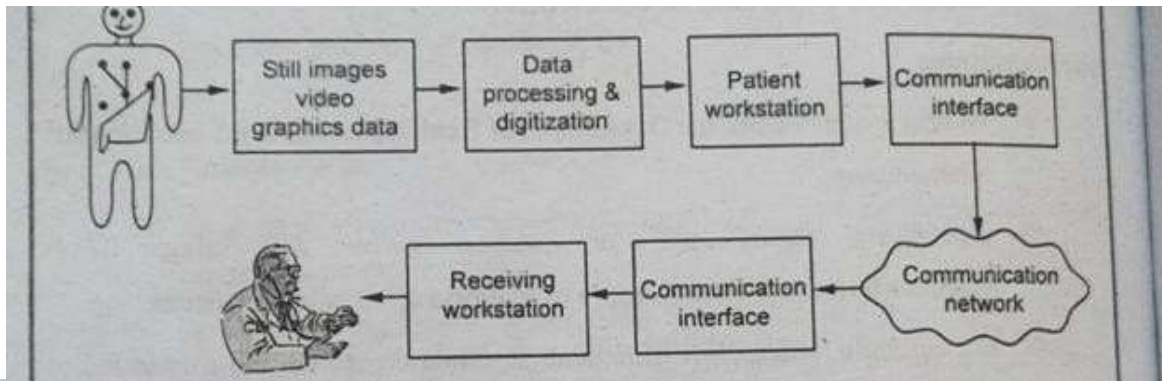 Still images
video
graphics data
Data
processing &
digitization
Patient
workstation
Communication
interface
Communication
network
Communication
interface
Receiving
workstation